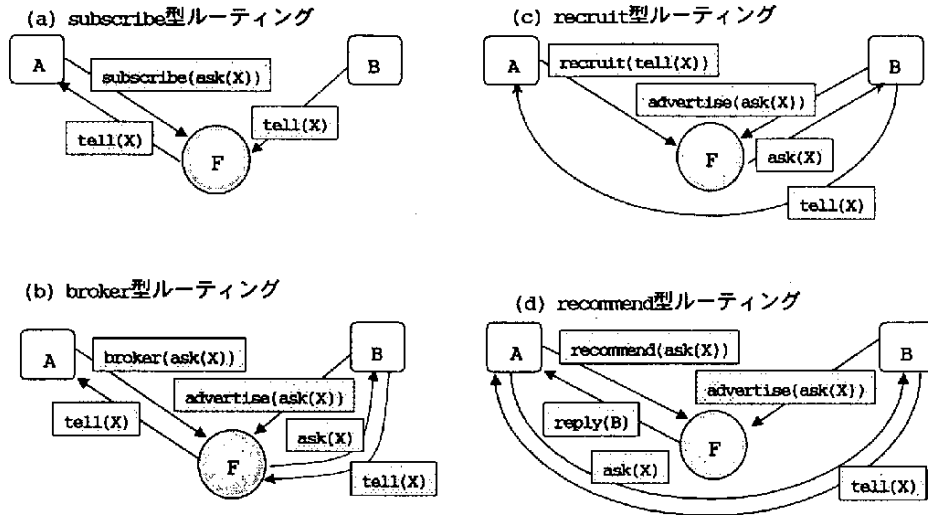 (a) subscribe型ルーティング
A
B
subscribe(ask(X))
tell(X)
tell(X)
F
(c) recruit型ルーティング
A
B
recruit(tell(X))
advertise(ask(X))
F
ask(X)
tell(X)
(b) broker型ルーティング
A
B
broker(ask(X))
advertise(ask(X))
tell(X)
ask(X)
F
tell(X)
(d) recommend型ルーティング
A
B
recommend(ask(X))
advertise(ask(X))
reply(B)
F
ask(X)
tell(X)